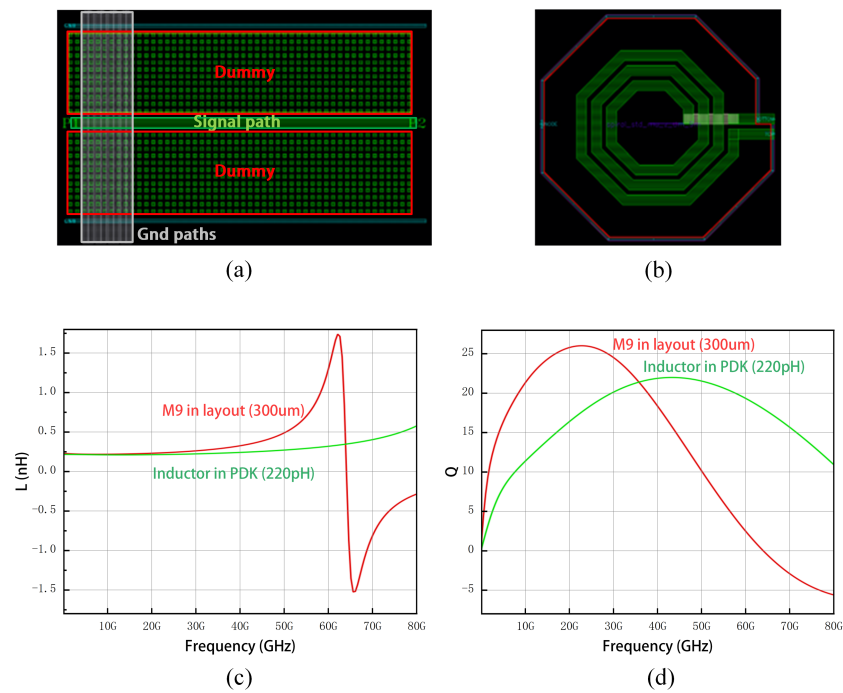 Dummy
Signal path
Dummy
Gnd paths
(a)
(b)
L (nH)
1.5
1.0
0.5
0.0
-0.5
-1.0
-1.5
M9 in layout (300um)
Inductor in PDK (220pH)
10G 20G 30G 40G 50G 60G 70G 80G
Frequency (GHz)
(c)
Q
25
20
15
10
5
0
-5
M9 in layout (300um)
Inductor in PDK (220pH)
10G 20G 30G 40G 50G 60G 70G 80G
Frequency (GHz)
(d)